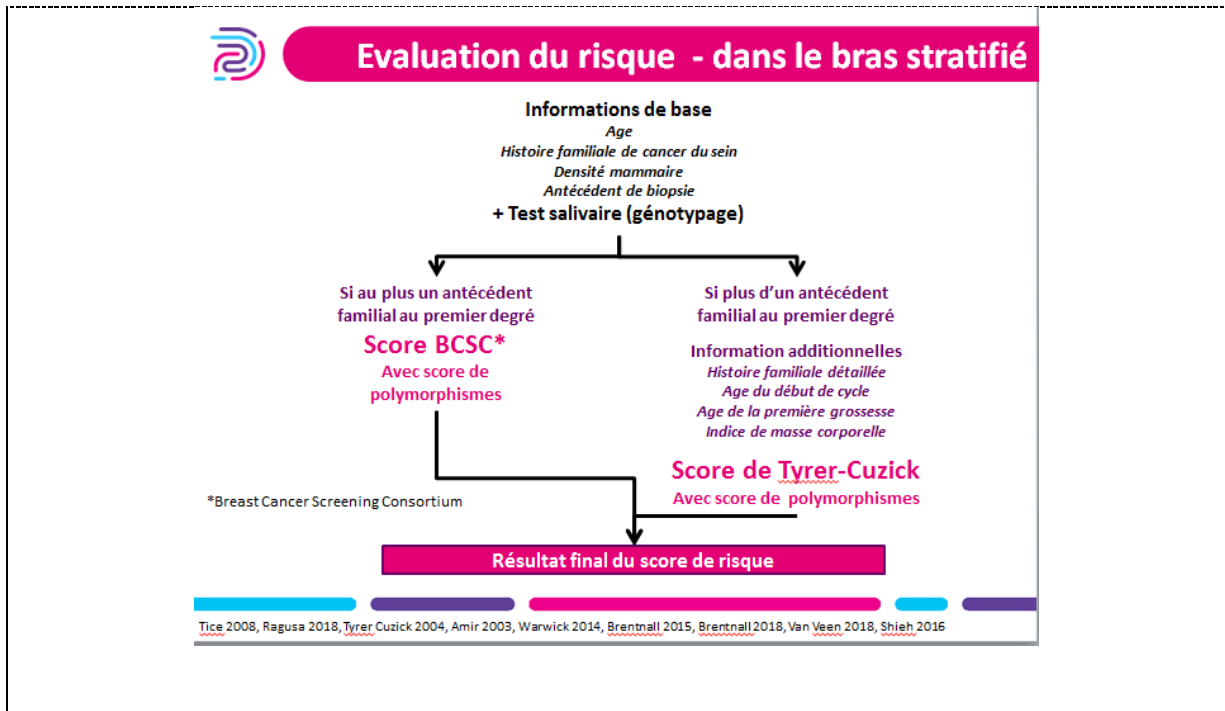 Evaluation du risque - dans le bras stratifié
Informations de base
Age
Histoire familiale de cancer du sein
Densité mammaire
Antécédent de biopsie
+ Test salivaire (génotypage)
Si au plus un antécédent
familial au premier degré
Score BCSC*
Avec score de
polymorphismes
Si plus d'un antécédent
familial au premier degré
Information additionnelles
Histoire familiale détaillée
Age du début de cycle
Age de la première grossesse
Indice de masse corporelle
Score de Tyrer-Cuzick
Avec score de polymorphismes
*Breast Cancer Screening Consortium
Résultat final du score de risque
Tice 2008, Ragusa 2018, Tyrer Cuzick 2004, Amir 2003, Warwick 2014, Brentnall 2015, Brentnall 2018, Van Veen 2018, Shieh 2016